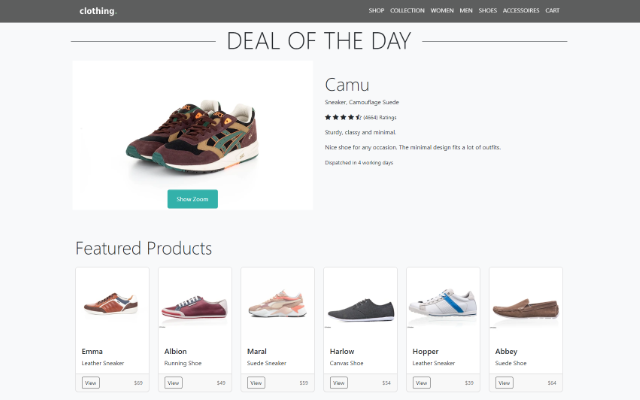 clothing.
SHOP COLLECTION WOMEN MEN SHOES ACCESSOIRES CART
DEAL OF THE DAY
Camu
Sneaker, Camouflage Suede
(4664) Ratings
Sturdy, classy and minimal.
Nice shoe for any occasion. The minimal design fits a lot of outfits.
Dispatched in 4 working days
Show Zoom
Featured Products
Emma
Leather Sneaker
View $69
Albion
Running Shoe
View $49
Maral
Suede Sneaker
View
Harlow
Canvas Shoe
View $34
Hopper
Leather Sneaker
View
Abbey
Suede Shoe
View $64